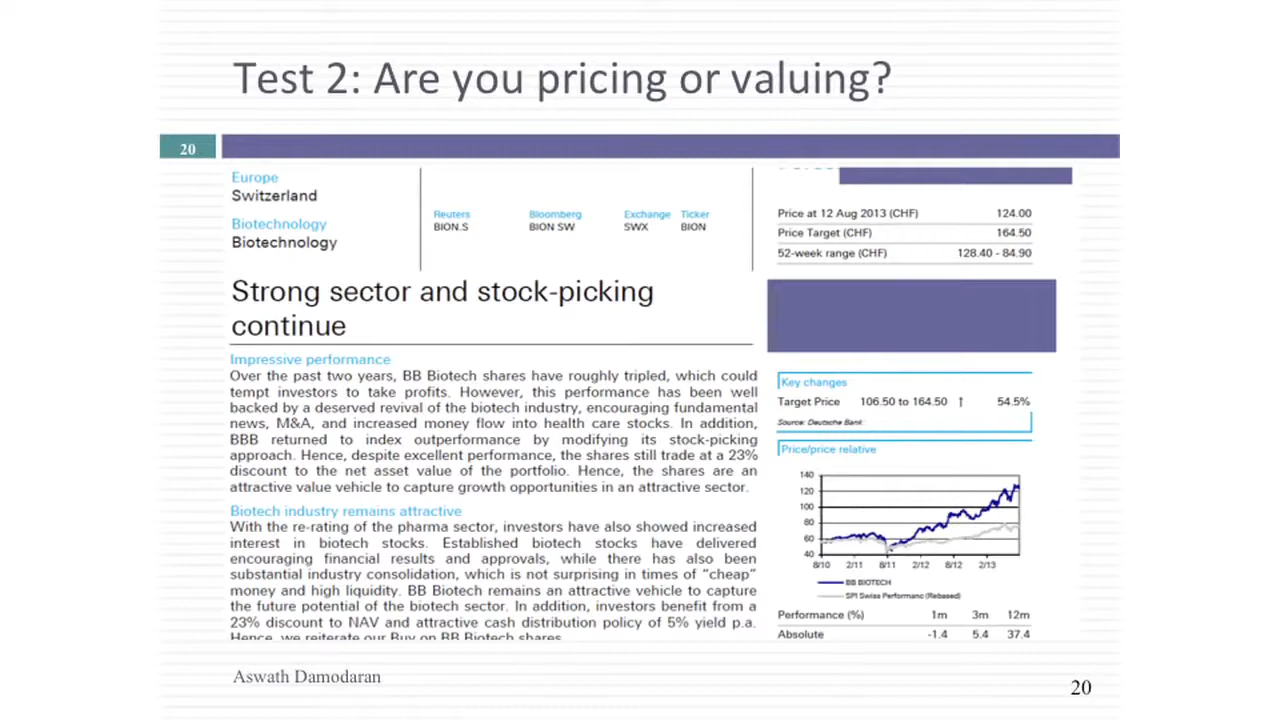 Test 2: Are you pricing or valuing?
20
Europe
Switzerland
Biotechnology
Biotechnology
Reuters Bloomberg Exchange Ticker
BION.S BION SW SWX BION
Price at 12 Aug 2013 (CHF) 124.00
Price Target (CHF) 164.50
52-week range (CHF) 128.40 - 84.90
Strong sector and stock-picking
continue
Impressive performance
Over the past two years, BB Biotech shares have roughly tripled, which could
tempt investors to take profits. However, this performance has been well
backed by a deserved revival of the biotech industry, encouraging fundamental
news, M&A, and increased money flow into health care stocks. In addition,
BBB returned to index outperformance by modifying its stock-picking
approach. Hence, despite excellent performance, the shares still trade at a 23%
discount to the net asset value of the portfolio. Hence, the shares are an
attractive value vehicle to capture growth opportunities in an attractive sector.
Biotech industry remains attractive
With the re-rating of the pharma sector, investors have also showed increased
interest in biotech stocks. Established biotech stocks have delivered
encouraging financial results and approvals, while there has also been
substantial industry consolidation, which is not surprising in times of “cheap”
money and high liquidity. BB Biotech remains an attractive vehicle to capture
the future potential of the biotech sector. In addition, investors benefit from a
23% discount to NAV and attractive cash distribution policy of 5% yield p.a.
Hence, we reiterate our Buy on BB Biotech shares.
Key changes
Target Price 106.50 to 164.50 ↑ 54.5%
Source: Deutsche Bank
Price/price relative
140
120
100
80
60
40
8/10 2/11 8/11 2/12 8/12 2/13
BB BIOTECH
SPI Swiss Performanc (Rebased)
Performance (%) 1m 3m 12m
Absolute -1.4 5.4 37.4
Aswath Damodaran
20